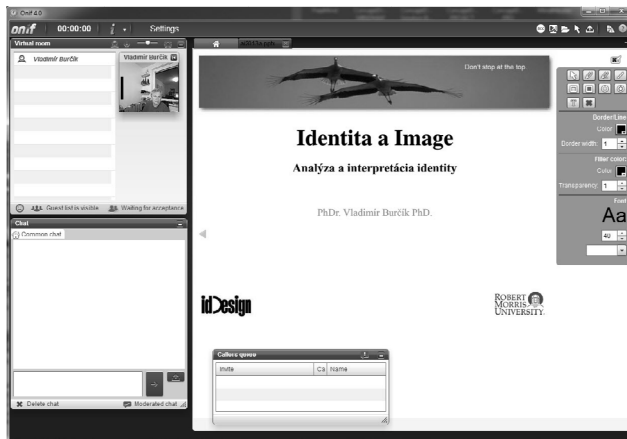 Onif 4.0
onif 00:00:00 i Settings
Virtual room
Vladimír Burčík
Vladimír Burčík
Guest list is visible Waiting for acceptance
Chat
Common chat
Delete chat Moderated chat
Don't stop at the top.
Identita a Image
Analýza a interpretácia identity
PhDr. Vladimír Burčík PhD.
idDesign
ROBERT
MORRIS
UNIVERSITY
Callers queue
Invite Ca Name
Border/Line
Color:
Border width: 1
Filler color:
Color:
Transparency: 1
Font
Aa
40